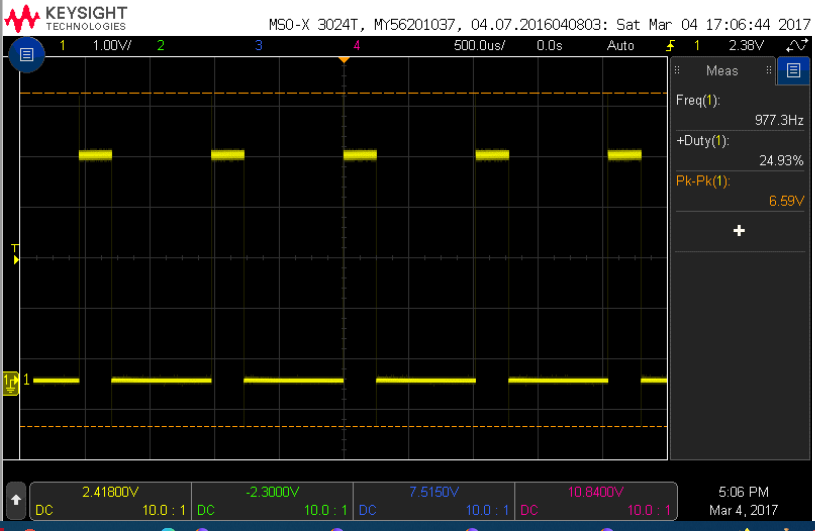 KEYSIGHT
TECHNOLOGIES
MSO-X 3024T, MY56201037, 04.07.2016040803: Sat Mar 04 17:06:44 2017
1 1.00V/ 2 3 4 500.0us/ 0.0s Auto 1 2.38V
Meas
Freq(1):
977.3Hz
+Duty(1):
24.93%
Pk-Pk(1):
6.59V
T
1 1
2.41800V -2.3000V 7.5150V 10.8400V
DC 10.0 : 1 DC 10.0 : 1 DC 10.0 : 1 DC 10.0 : 1
5:06 PM
Mar 4, 2017